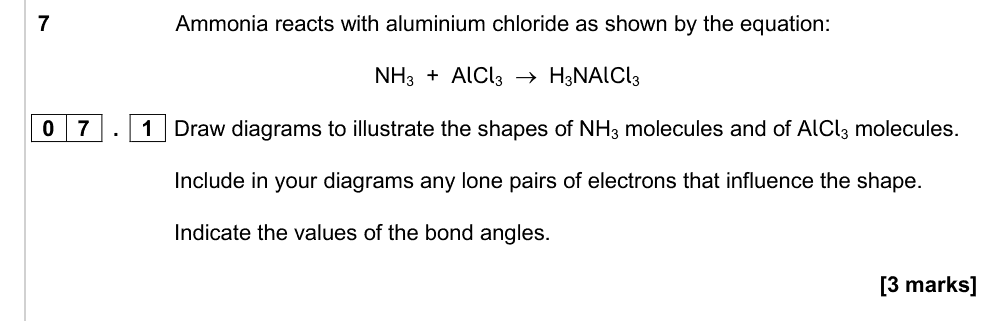 7 Ammonia reacts with aluminium chloride as shown by the equation:
NH₃ + AlCl₃ → H₃NAlCl₃
0 7 . 1 Draw diagrams to illustrate the shapes of NH₃ molecules and of AlCl₃ molecules.
Include in your diagrams any lone pairs of electrons that influence the shape.
Indicate the values of the bond angles.
[3 marks]